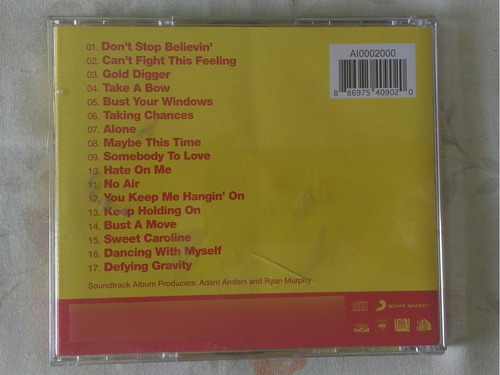 01. Don't Stop Believin'
02. Can't Fight This Feeling
03. Gold Digger
04. Take A Bow
05. Bust Your Windows
06. Taking Chances
07. Alone
08. Maybe This Time
09. Somebody To Love
10. Hate On Me
11. No Air
12. You Keep Me Hangin' On
13. Keep Holding On
14. Bust A Move
15. Sweet Caroline
16. Dancing With Myself
17. Defying Gravity
Soundtrack Album Producers: Adam Anders and Ryan Murphy
AI0002000
8 86975 40902 0
SONY MUSIC